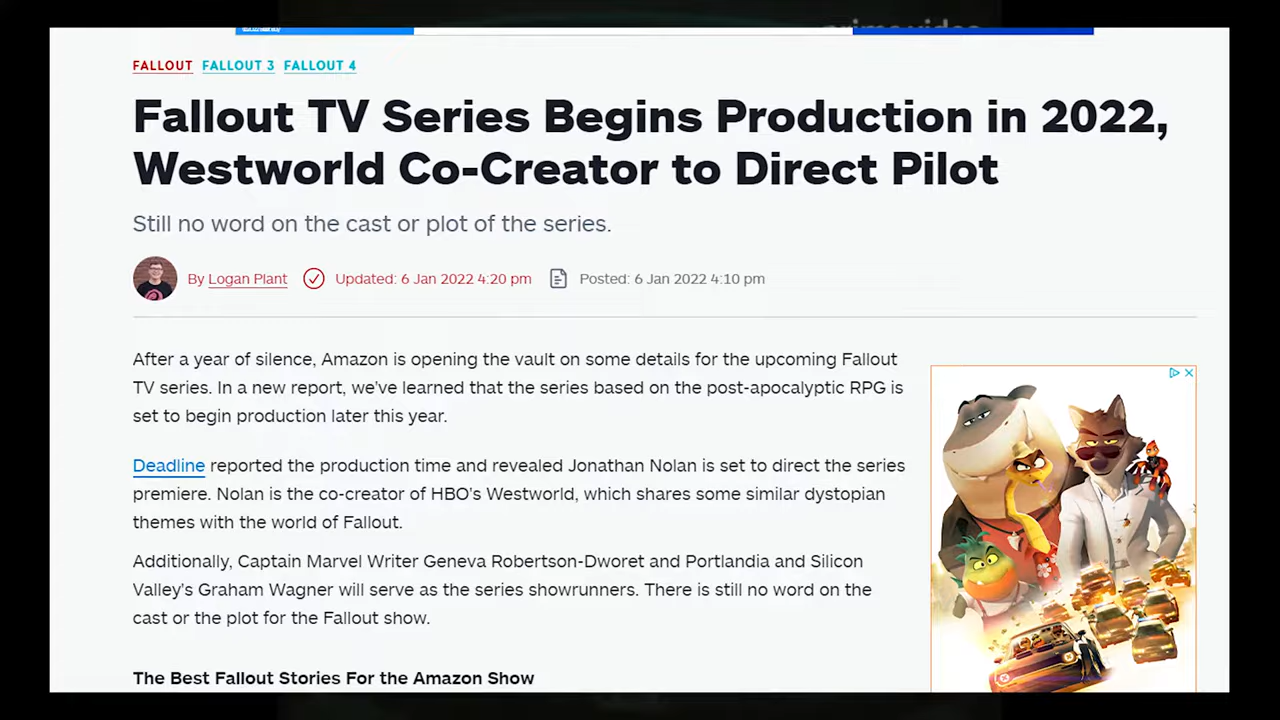 prime video
FALLOUT FALLOUT 3 FALLOUT 4
Fallout TV Series Begins Production in 2022,
Westworld Co-Creator to Direct Pilot
Still no word on the cast or plot of the series.
By Logan Plant Updated: 6 Jan 2022 4:20 pm Posted: 6 Jan 2022 4:10 pm
After a year of silence, Amazon is opening the vault on some details for the upcoming Fallout
TV series. In a new report, we've learned that the series based on the post-apocalyptic RPG is
set to begin production later this year.
Deadline reported the production time and revealed Jonathan Nolan is set to direct the series
premiere. Nolan is the co-creator of HBO's Westworld, which shares some similar dystopian
themes with the world of Fallout.
Additionally, Captain Marvel Writer Geneva Robertson-Dworet and Portlandia and Silicon
Valley's Graham Wagner will serve as the series showrunners. There is still no word on the
cast or the plot for the Fallout show.
The Best Fallout Stories For the Amazon Show